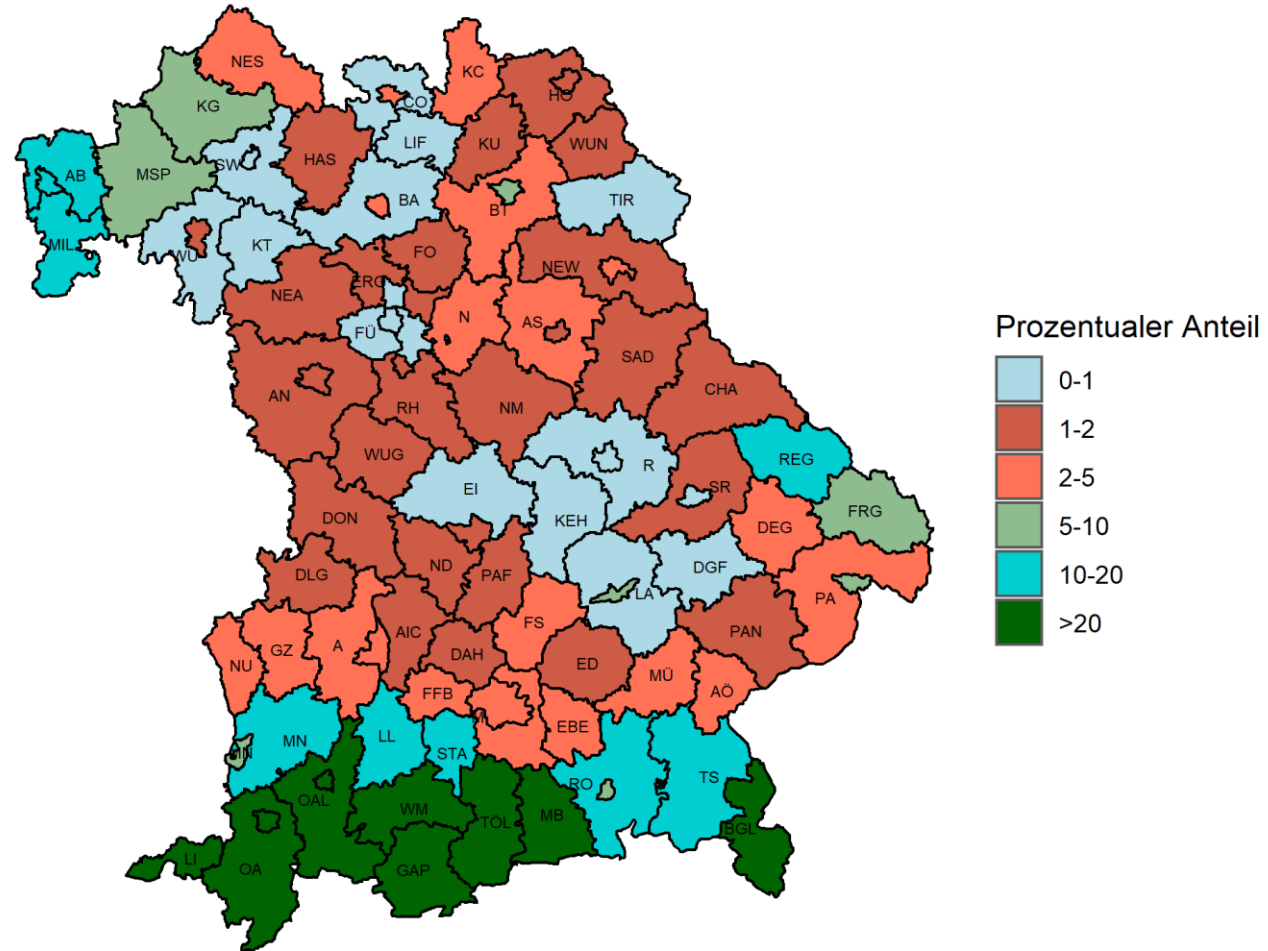 NES
KC
KG
CO
HO
LIF
KU
WUN
SW
HAS
AB
MSP
BA
TIR
BT
MIL
WÜ
KT
FO
NEW
ERC
NEA
N
AS
FÜ
SAD
CHA
AN
RH
NM
WUG
REG
R
EI
SR
FRG
KEH
DEG
DON
ND
DGF
DLG
PAF
LA
PA
AIC
FS
PAN
A
GZ
DAH
ED
NU
MÜ
FFB
AÖ
EBE
MN
MN
LL
STA
RO
TS
OAL
WM
TÖL
MB
BGL
LI
OA
GAP
Prozentualer Anteil
0-1
1-2
2-5
5-10
10-20
>20